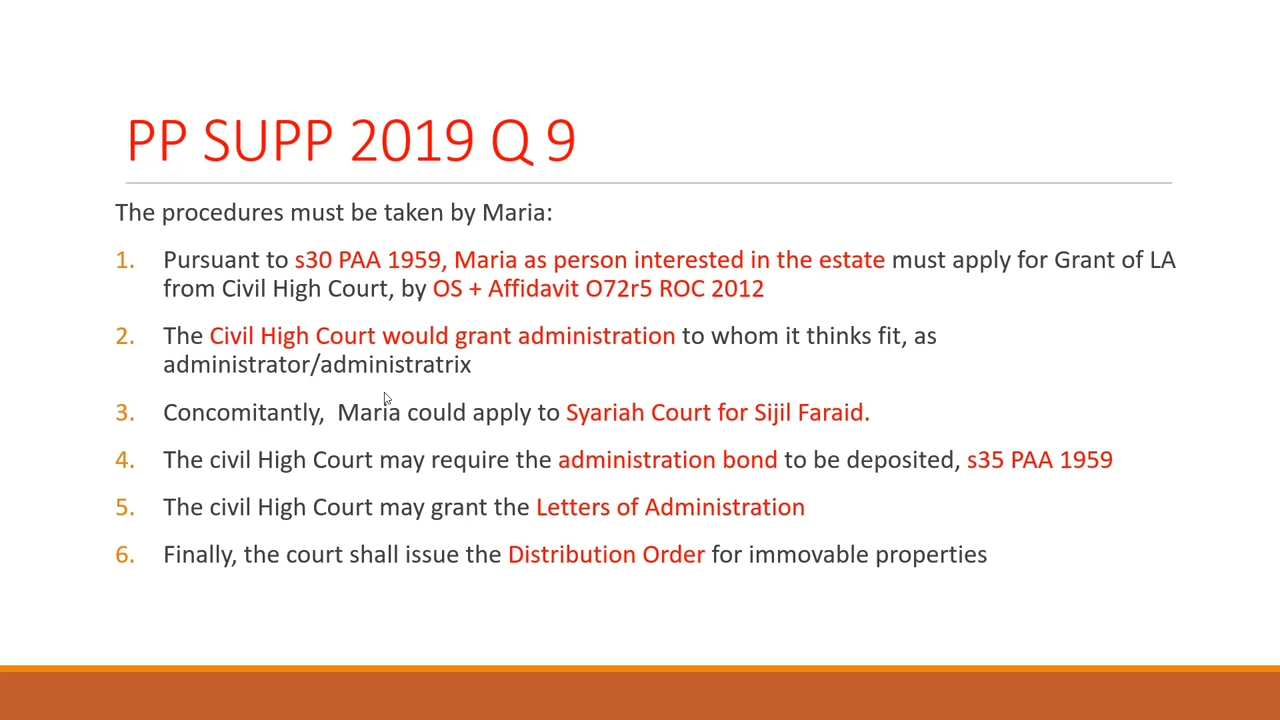 PP SUPP 2019 Q 9
The procedures must be taken by Maria:
1. Pursuant to s30 PAA 1959, Maria as person interested in the estate must apply for Grant of LA
from Civil High Court, by OS + Affidavit O72r5 ROC 2012
2. The Civil High Court would grant administration to whom it thinks fit, as
administrator/administratrix
3. Concomitantly, Maria could apply to Syariah Court for Sijil Faraid.
4. The civil High Court may require the administration bond to be deposited, s35 PAA 1959
5. The civil High Court may grant the Letters of Administration
6. Finally, the court shall issue the Distribution Order for immovable properties